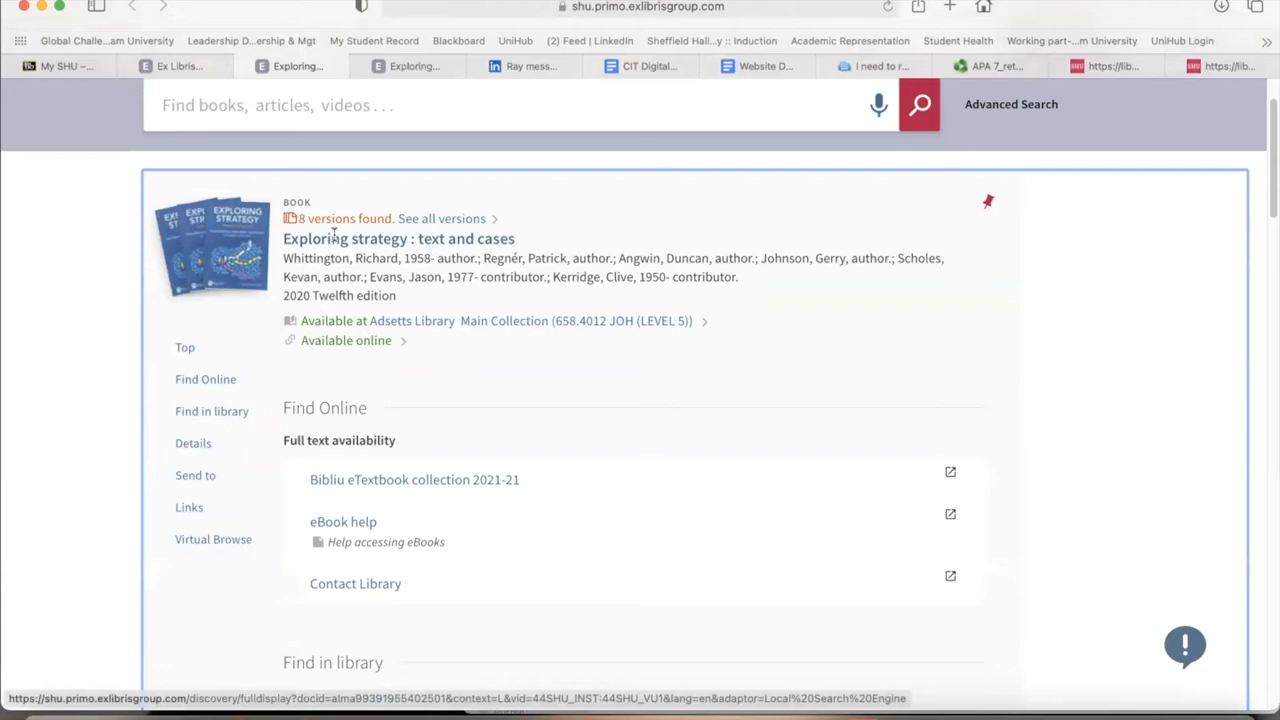 shu.primo.exlibrisgroup.com
Global Challe...am University Leadership D...ership & Mgt My Student Record Blackboard UniHub (2) Feed | LinkedIn Sheffield Hall...y :: Induction Academic Representation Student Health Working part-...m University UniHub Login
My SHU –... Ex Libris... Exploring... Exploring... Ray mess... CIT Digital... Website D... I need to r... APA 7_ret... https://lib... https://lib...
Find books, articles, videos . . . Advanced Search
BOOK
8 versions found. See all versions
Exploring strategy : text and cases
Whittington, Richard, 1958- author.; Regnér, Patrick, author.; Angwin, Duncan, author.; Johnson, Gerry, author.; Scholes,
Kevan, author.; Evans, Jason, 1977- contributor.; Kerridge, Clive, 1950- contributor.
2020 Twelfth edition
EXPLORING
STRATEGY
Available at Adsetts Library Main Collection (658.4012 JOH (LEVEL 5))
Available online
Top
Find Online
Find in library
Details
Send to
Links
Virtual Browse
Find Online
Full text availability
Bibliu eTextbook collection 2021-21
eBook help
Help accessing eBooks
Contact Library
Find in library
https://shu.primo.exlibrisgroup.com/discovery/fulldisplay?docid=alma99391955402501&context=L&vid=44SHU_INST:44SHU_VU1&lang=en&adaptor=Local%20Search%20Engine